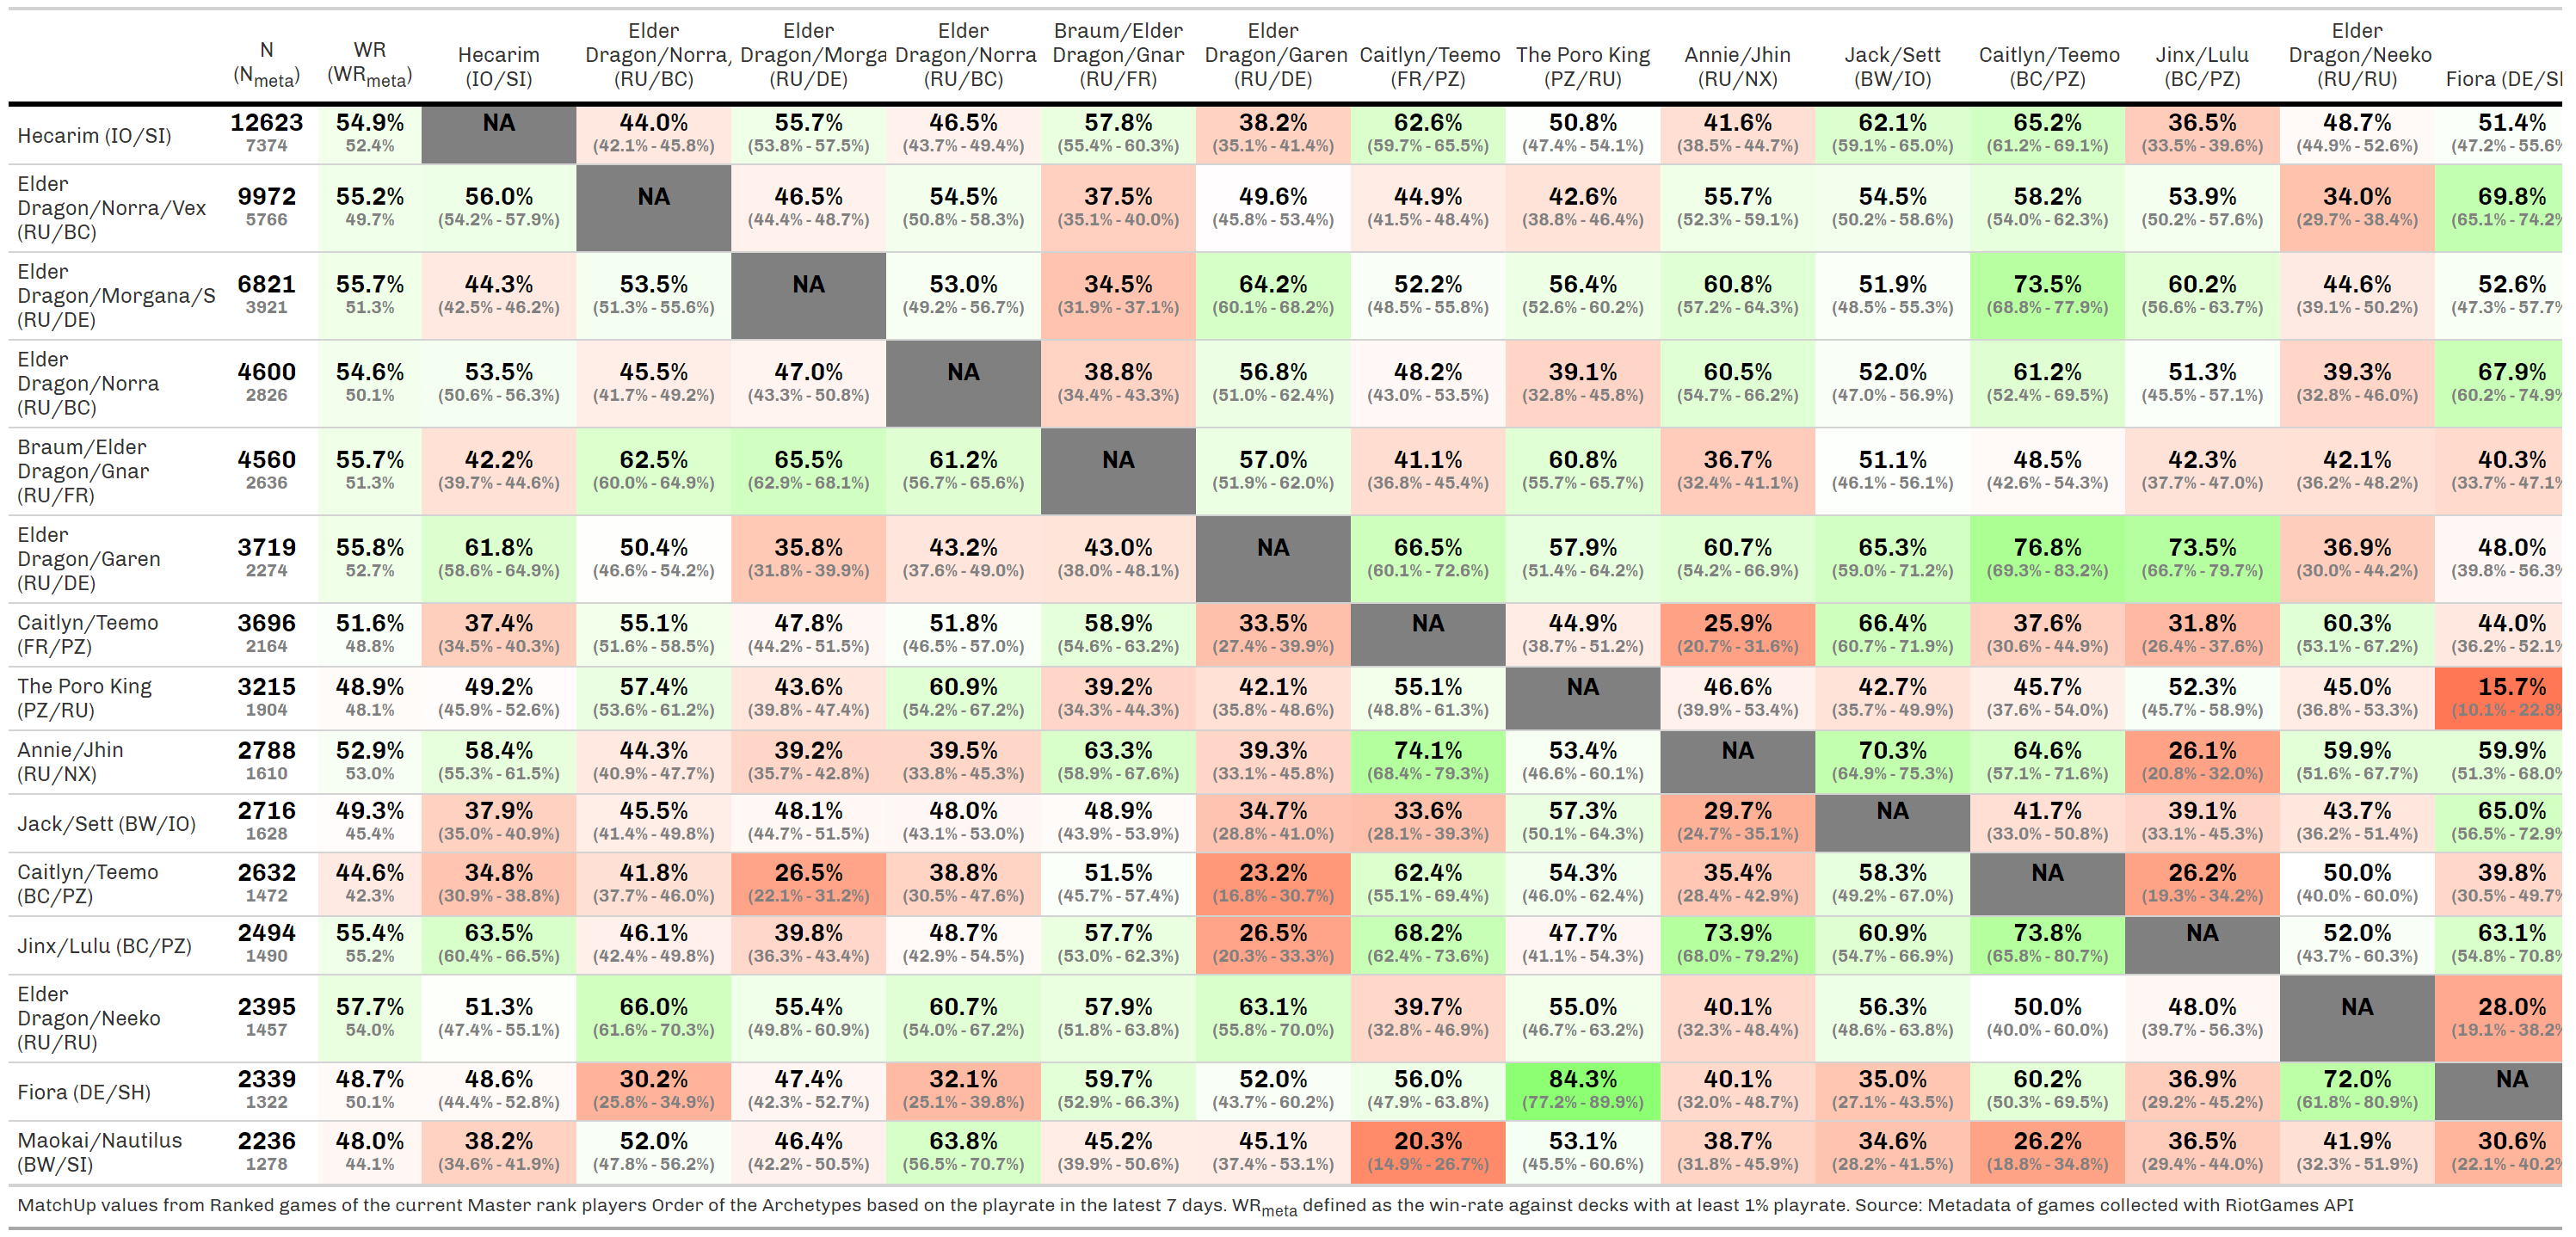 N (Nmeta) WR (WRmeta) Hecarim (IO/SI) Elder Dragon/Norra, (RU/BC) Elder Dragon/Morga (RU/DE) Elder Dragon/Norra (RU/BC) Braum/Elder Dragon/Gnar (RU/FR) Elder Dragon/Garen (RU/DE) Caitlyn/Teemo (FR/PZ) The Poro King (PZ/RU) Annie/Jhin (RU/NX) Jack/Sett (BW/IO) Caitlyn/Teemo (BC/PZ) Jinx/Lulu (BC/PZ) Elder Dragon/Neeko (RU/RU) Fiora (DE/SI
Hecarim (IO/SI) 12623 54.9% NA 44.0% 55.7% 46.5% 57.8% 38.2% 62.6% 50.8% 41.6% 62.1% 65.2% 36.5% 48.7% 51.4%
7374 52.4% (42.1% - 45.8%) (53.8% - 57.5%) (43.7% - 49.4%) (55.4% - 60.3%) (35.1% - 41.4%) (59.7% - 65.5%) (47.4% - 54.1%) (38.5% - 44.7%) (59.1% - 65.0%) (61.2% - 69.1%) (33.5% - 39.6%) (44.9% - 52.6%) (47.2% - 55.6%
Elder Dragon/Norra/Vex (RU/BC) 9972 55.2% 56.0% NA 46.5% 54.5% 37.5% 49.6% 44.9% 42.6% 55.7% 54.5% 58.2% 53.9% 34.0% 69.8%
5766 49.7% (54.2% - 57.9%) (44.4% - 48.7%) (50.8% - 58.3%) (35.1% - 40.0%) (45.8% - 53.4%) (41.5% - 48.4%) (38.8% - 46.4%) (52.3% - 59.1%) (50.2% - 58.6%) (54.0% - 62.3%) (50.2% - 57.6%) (29.7% - 38.4%) (65.1% - 74.2%
Elder Dragon/Morgana/S (RU/DE) 6821 55.7% 44.3% 53.5% NA 53.0% 34.5% 64.2% 52.2% 56.4% 60.8% 51.9% 73.5% 60.2% 44.6% 52.6%
3921 51.3% (42.5% - 46.2%) (51.3% - 55.6%) (49.2% - 56.7%) (31.9% - 37.1%) (60.1% - 68.2%) (48.5% - 55.8%) (52.6% - 60.2%) (57.2% - 64.3%) (48.5% - 55.3%) (68.8% - 77.9%) (56.6% - 63.7%) (39.1% - 50.2%) (47.3% - 57.7%
Elder Dragon/Norra (RU/BC) 4600 54.6% 53.5% 45.5% 47.0% NA 38.8% 56.8% 48.2% 39.1% 60.5% 52.0% 61.2% 51.3% 39.3% 67.9%
2826 50.1% (50.6% - 56.3%) (41.7% - 49.2%) (43.3% - 50.8%) (34.4% - 43.3%) (51.0% - 62.4%) (43.0% - 53.5%) (32.8% - 45.8%) (54.7% - 66.2%) (47.0% - 56.9%) (52.4% - 69.5%) (45.5% - 57.1%) (32.8% - 46.0%) (60.2% - 74.9%
Braum/Elder Dragon/Gnar (RU/FR) 4560 55.7% 42.2% 62.5% 65.5% 61.2% NA 57.0% 41.1% 60.8% 36.7% 51.1% 48.5% 42.3% 42.1% 40.3%
2636 51.3% (39.7% - 44.6%) (60.0% - 64.9%) (62.9% - 68.1%) (56.7% - 65.6%) (51.9% - 62.0%) (36.8% - 45.4%) (55.7% - 65.7%) (32.4% - 41.1%) (46.1% - 56.1%) (42.6% - 54.3%) (37.7% - 47.0%) (36.2% - 48.2%) (33.7% - 47.1%
Elder Dragon/Garen (RU/DE) 3719 55.8% 61.8% 50.4% 35.8% 43.2% 43.0% NA 66.5% 57.9% 60.7% 65.3% 76.8% 73.5% 36.9% 48.0%
2274 52.7% (58.6% - 64.9%) (46.6% - 54.2%) (31.8% - 39.9%) (37.6% - 49.0%) (38.0% - 48.1%) (60.1% - 72.6%) (51.4% - 64.2%) (54.2% - 66.9%) (59.0% - 71.2%) (69.3% - 83.2%) (66.7% - 79.7%) (30.0% - 44.2%) (39.8% - 56.3%
Caitlyn/Teemo (FR/PZ) 3696 51.6% 37.4% 55.1% 47.8% 51.8% 58.9% 33.5% NA 44.9% 25.9% 66.4% 37.6% 31.8% 60.3% 44.0%
2164 48.8% (34.5% - 40.3%) (51.6% - 58.5%) (44.2% - 51.5%) (46.5% - 57.0%) (54.6% - 63.2%) (27.4% - 39.9%) (38.7% - 51.2%) (20.7% - 31.6%) (60.7% - 71.9%) (30.6% - 44.9%) (26.4% - 37.6%) (53.1% - 67.2%) (36.2% - 52.1%
The Poro King (PZ/RU) 3215 48.9% 49.2% 57.4% 43.6% 60.9% 39.2% 42.1% 55.1% NA 46.6% 42.7% 45.7% 52.3% 45.0% 15.7%
1904 48.1% (45.9% - 52.6%) (53.6% - 61.2%) (39.8% - 47.4%) (54.2% - 67.2%) (34.3% - 44.3%) (35.8% - 48.6%) (48.8% - 61.3%) (39.9% - 53.4%) (35.7% - 49.9%) (37.6% - 54.0%) (45.7% - 58.9%) (36.8% - 53.3%) (10.1% - 22.8%
Annie/Jhin (RU/NX) 2788 52.9% 58.4% 44.3% 39.2% 39.5% 63.3% 39.3% 74.1% 53.4% NA 70.3% 64.6% 26.1% 59.9% 59.9%
1610 53.0% (55.3% - 61.5%) (40.9% - 47.7%) (35.7% - 42.8%) (33.8% - 45.3%) (58.9% - 67.6%) (33.1% - 45.8%) (68.4% - 79.3%) (46.6% - 60.1%) (64.9% - 75.3%) (57.1% - 71.6%) (20.8% - 32.0%) (51.6% - 67.7%) (51.3% - 68.0%
Jack/Sett (BW/IO) 2716 49.3% 37.9% 45.5% 48.1% 48.0% 48.9% 34.7% 33.6% 57.3% 29.7% NA 41.7% 39.1% 43.7% 65.0%
1628 45.4% (35.0% - 40.9%) (41.4% - 49.8%) (44.7% - 51.5%) (43.1% - 53.0%) (43.9% - 53.9%) (28.8% - 41.0%) (28.1% - 39.3%) (50.1% - 64.3%) (24.7% - 35.1%) (33.0% - 50.8%) (33.1% - 45.3%) (36.2% - 51.4%) (56.5% - 72.9%
Caitlyn/Teemo (BC/PZ) 2632 44.6% 34.8% 41.8% 26.5% 38.8% 51.5% 23.2% 62.4% 54.3% 35.4% 58.3% NA 26.2% 50.0% 39.8%
1472 42.3% (30.9% - 38.8%) (37.7% - 46.0%) (22.1% - 31.2%) (30.5% - 47.6%) (45.7% - 57.4%) (16.8% - 30.7%) (55.1% - 69.4%) (46.0% - 62.4%) (28.4% - 42.9%) (49.2% - 67.0%) (19.3% - 34.2%) (40.0% - 60.0%) (30.5% - 49.7%
Jinx/Lulu (BC/PZ) 2494 55.4% 63.5% 46.1% 39.8% 48.7% 57.7% 26.5% 68.2% 47.7% 73.9% 60.9% 73.8% NA 52.0% 63.1%
1490 55.2% (60.4% - 66.5%) (42.4% - 49.8%) (36.3% - 43.4%) (42.9% - 54.5%) (53.0% - 62.3%) (20.3% - 33.3%) (62.4% - 73.6%) (41.1% - 54.3%) (68.0% - 79.2%) (54.7% - 66.9%) (65.8% - 80.7%) (43.7% - 60.3%) (54.8% - 70.8%
Elder Dragon/Neeko (RU/RU) 2395 57.7% 51.3% 66.0% 55.4% 60.7% 57.9% 63.1% 39.7% 55.0% 40.1% 56.3% 50.0% 48.0% NA 28.0%
1457 54.0% (47.4% - 55.1%) (61.6% - 70.3%) (49.8% - 60.9%) (54.0% - 67.2%) (51.8% - 63.8%) (55.8% - 70.0%) (32.8% - 46.9%) (46.7% - 63.2%) (32.3% - 48.4%) (48.6% - 63.8%) (40.0% - 60.0%) (39.7% - 56.3%) (19.1% - 38.2%
Fiora (DE/SH) 2339 48.7% 48.6% 30.2% 47.4% 32.1% 59.7% 52.0% 56.0% 84.3% 40.1% 35.0% 60.2% 36.9% 72.0% NA
1322 50.1% (44.4% - 52.8%) (25.8% - 34.9%) (42.3% - 52.7%) (25.1% - 39.8%) (52.9% - 66.3%) (43.7% - 60.2%) (47.9% - 63.8%) (77.2% - 89.9%) (32.0% - 48.7%) (27.1% - 43.5%) (50.3% - 69.5%) (29.2% - 45.2%) (61.8% - 80.9%)
Maokai/Nautilus (BW/SI) 2236 48.0% 38.2% 52.0% 46.4% 63.8% 45.2% 45.1% 20.3% 53.1% 38.7% 34.6% 26.2% 36.5% 41.9% 30.6%
1278 44.1% (34.6% - 41.9%) (47.8% - 56.2%) (42.2% - 50.5%) (56.5% - 70.7%) (39.9% - 50.6%) (37.4% - 53.1%) (14.9% - 26.7%) (45.5% - 60.6%) (31.8% - 45.9%) (28.2% - 41.5%) (18.8% - 34.8%) (29.4% - 44.0%) (32.3% - 51.9%) (22.1% - 40.2%
MatchUp values from Ranked games of the current Master rank players Order of the Archetypes based on the playrate in the latest 7 days. WRmeta defined as the win-rate against decks with at least 1% playrate. Source: Metadata of games collected with RiotGames API